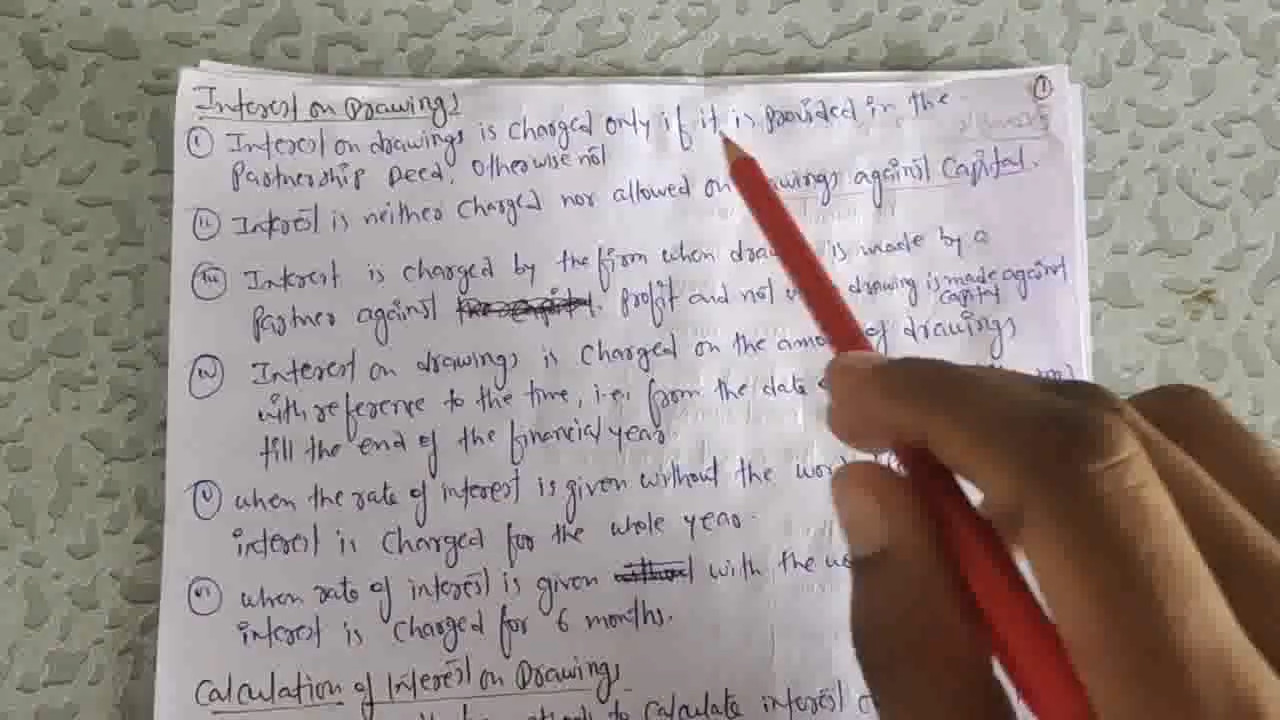 ①
Interest on Drawings
① Interest on drawings is charged only if it is provided in the
Partnership Deed. Otherwise not
ⅱ Interest is neither charged nor allowed on drawings against Capital.
ⅲ Interest is charged by the firm when is made by a
Partner against profit and not drawing is made against
capital
ⅳ Interest on drawings is charged on the of drawings
with reference to the time, i.e. from the date
till the end of the financial year.
ⅴ when the rate of interest is given without the
interest is charged for the whole year.
ⅵ when rate of interest is given with the
interest is charged for 6 months.
Calculation of Interest on Drawings
to calculate interest